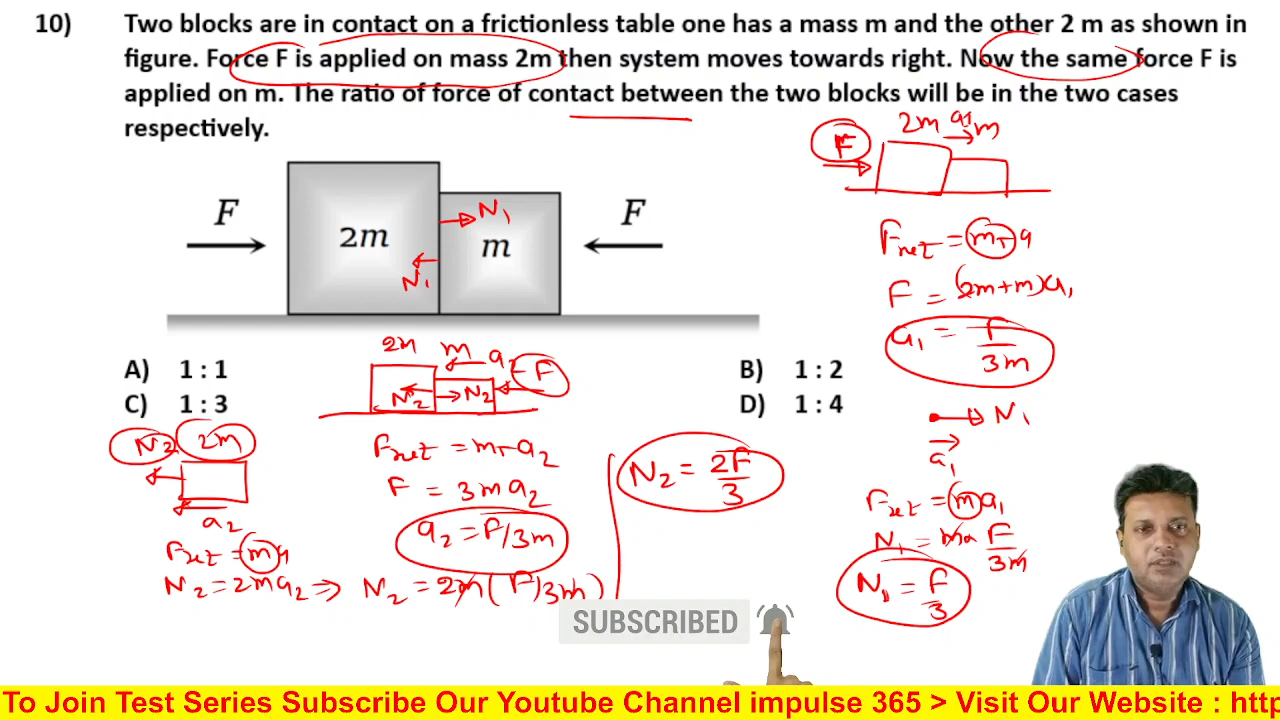 10) Two blocks are in contact on a frictionless table one has a mass m and the other 2 m as shown in
figure. Force F is applied on mass 2m then system moves towards right. Now the same force F is
applied on m. The ratio of force of contact between the two blocks will be in the two cases
respectively.
2m a1 m
F
F 2m m F
N1
N1
Fnet = mT a
F = (2m+m)a1
a1 = F/3m
A) 1 : 1
B) 1 : 2
C) 1 : 3
D) 1 : 4
2m m a2 F
N2 N2
N1
a1
N2 2m
a2
Fnet = mT a2
F = 3ma2
a2 = F/3m
N2 = 2F/3
Fnet = ma1
N1 = m × F/3m
N1 = F/3
Fnet = ma
N2 = 2ma2 ⇒ N2 = 2m(F/3m)
SUBSCRIBED
To Join Test Series Subscribe Our Youtube Channel impulse 365 > Visit Our Website : http